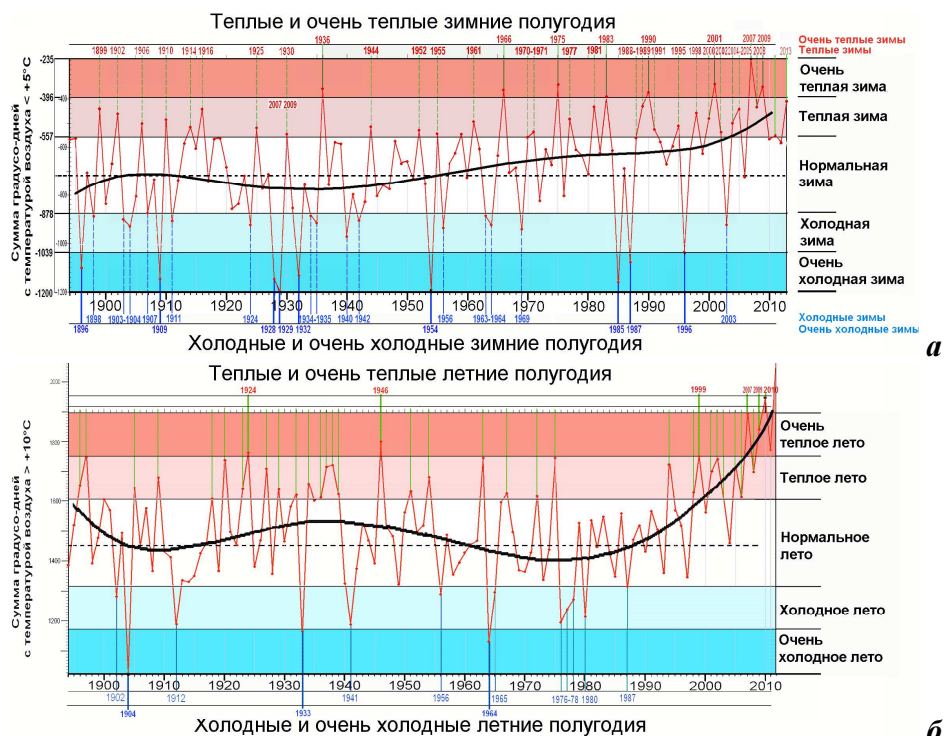 Теплые и очень теплые зимние полугодия
Очень теплые зимы
Теплые зимы
1936 1966 1975 1983 2001 2007 2009
1899 1902 1906 1910 1914 1916 1925 1930 1944 1952 1955 1961 1970-1971 1977 1981 1988-1989 1991 1995 1998 2013
2007 2009
Сумма градусо-дней
с температурой воздуха < +5°C
-235
-396
-557
-600
-800
-878
-1000
-1039
-1200
Очень
теплая зима
Теплая зима
Нормальная
зима
Холодная
зима
Очень
холодная зима
1900 1910 1920 1930 1940 1950 1960 1970 1980 1990 2000 2010
1898 1903-1904 1907 1911 1924 1934-1935 1940 1942 1956 1963-1964 1969 2003
1896 1909 1928 1929 1932 1954 1985 1987 1996
Холодные зимы
Очень холодные зимы
Холодные и очень холодные зимние полугодия
а
Теплые и очень теплые летние полугодия
1924 1946 1999 2007 2009 2010
Сумма градусо-дней
с температурой воздуха > +10°C
2000
1800
1600
1400
1200
Очень
теплое лето
Теплое лето
Нормальное
лето
Холодное лето
Очень
холодное лето
1900 1910 1920 1930 1940 1950 1960 1970 1980 1990 2000 2010
1902 1912 1941 1956 1965 1976-78 1980 1987
1904 1933 1964
Холодные и очень холодные летние полугодия
б